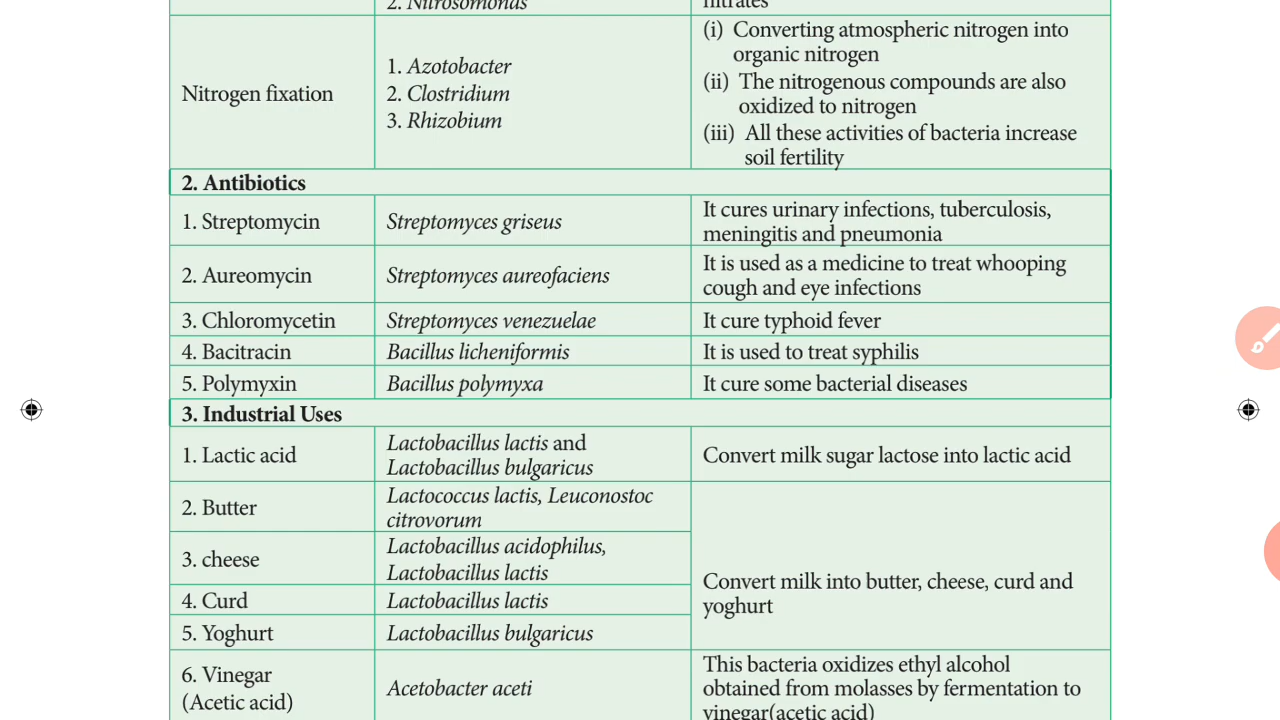 2. Nitrosomonas
nitrates
Nitrogen fixation
1. Azotobacter
2. Clostridium
3. Rhizobium
(i) Converting atmospheric nitrogen into
organic nitrogen
(ii) The nitrogenous compounds are also
oxidized to nitrogen
(iii) All these activities of bacteria increase
soil fertility
2. Antibiotics
1. Streptomycin
Streptomyces griseus
It cures urinary infections, tuberculosis,
meningitis and pneumonia
2. Aureomycin
Streptomyces aureofaciens
It is used as a medicine to treat whooping
cough and eye infections
3. Chloromycetin
Streptomyces venezuelae
It cure typhoid fever
4. Bacitracin
Bacillus licheniformis
It is used to treat syphilis
5. Polymyxin
Bacillus polymyxa
It cure some bacterial diseases
3. Industrial Uses
1. Lactic acid
Lactobacillus lactis and
Lactobacillus bulgaricus
Convert milk sugar lactose into lactic acid
2. Butter
Lactococcus lactis, Leuconostoc
citrovorum
3. cheese
Lactobacillus acidophilus,
Lactobacillus lactis
4. Curd
Lactobacillus lactis
5. Yoghurt
Lactobacillus bulgaricus
Convert milk into butter, cheese, curd and
yoghurt
6. Vinegar
(Acetic acid)
Acetobacter aceti
This bacteria oxidizes ethyl alcohol
obtained from molasses by fermentation to
vinegar(acetic acid)